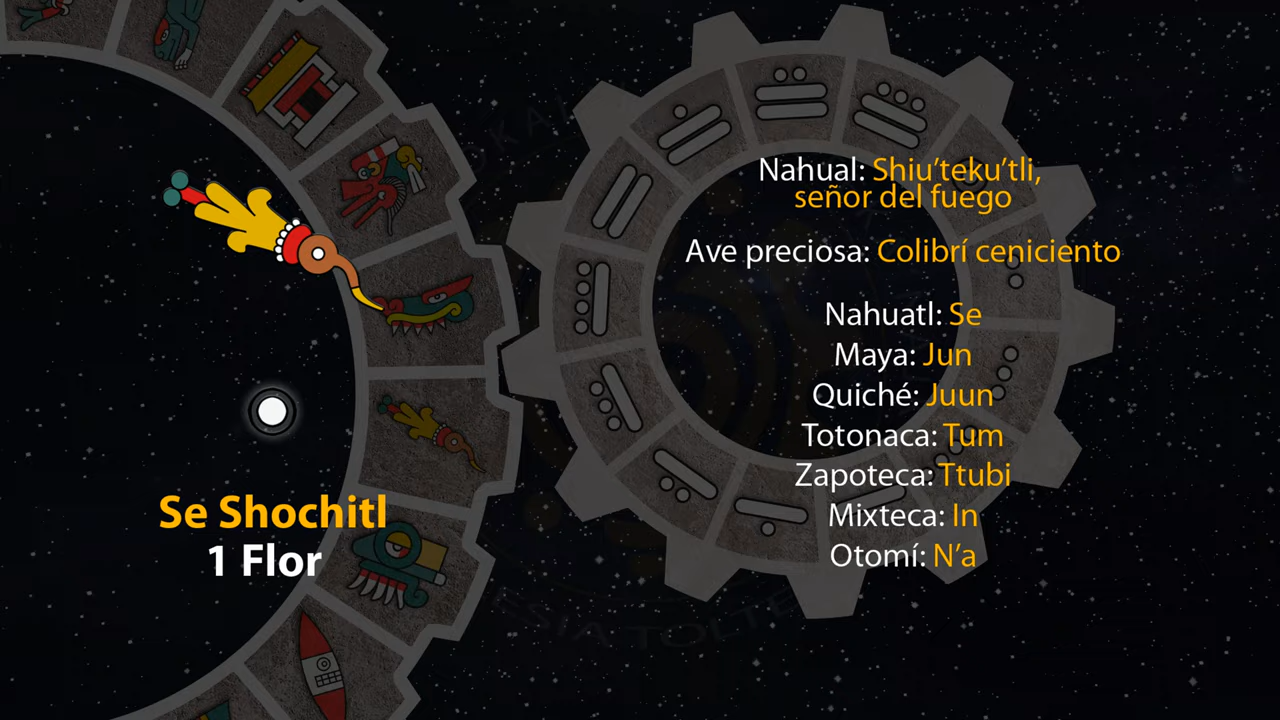 Se Shochitl
1 Flor
Nahual: Shiu’teku’tli,
señor del fuego
Ave preciosa: Colibrí ceniciento
Nahuatl: Se
Maya: Jun
Quiché: Juun
Totonaca: Tum
Zapoteca: Ttubi
Mixteca: In
Otomí: N’a